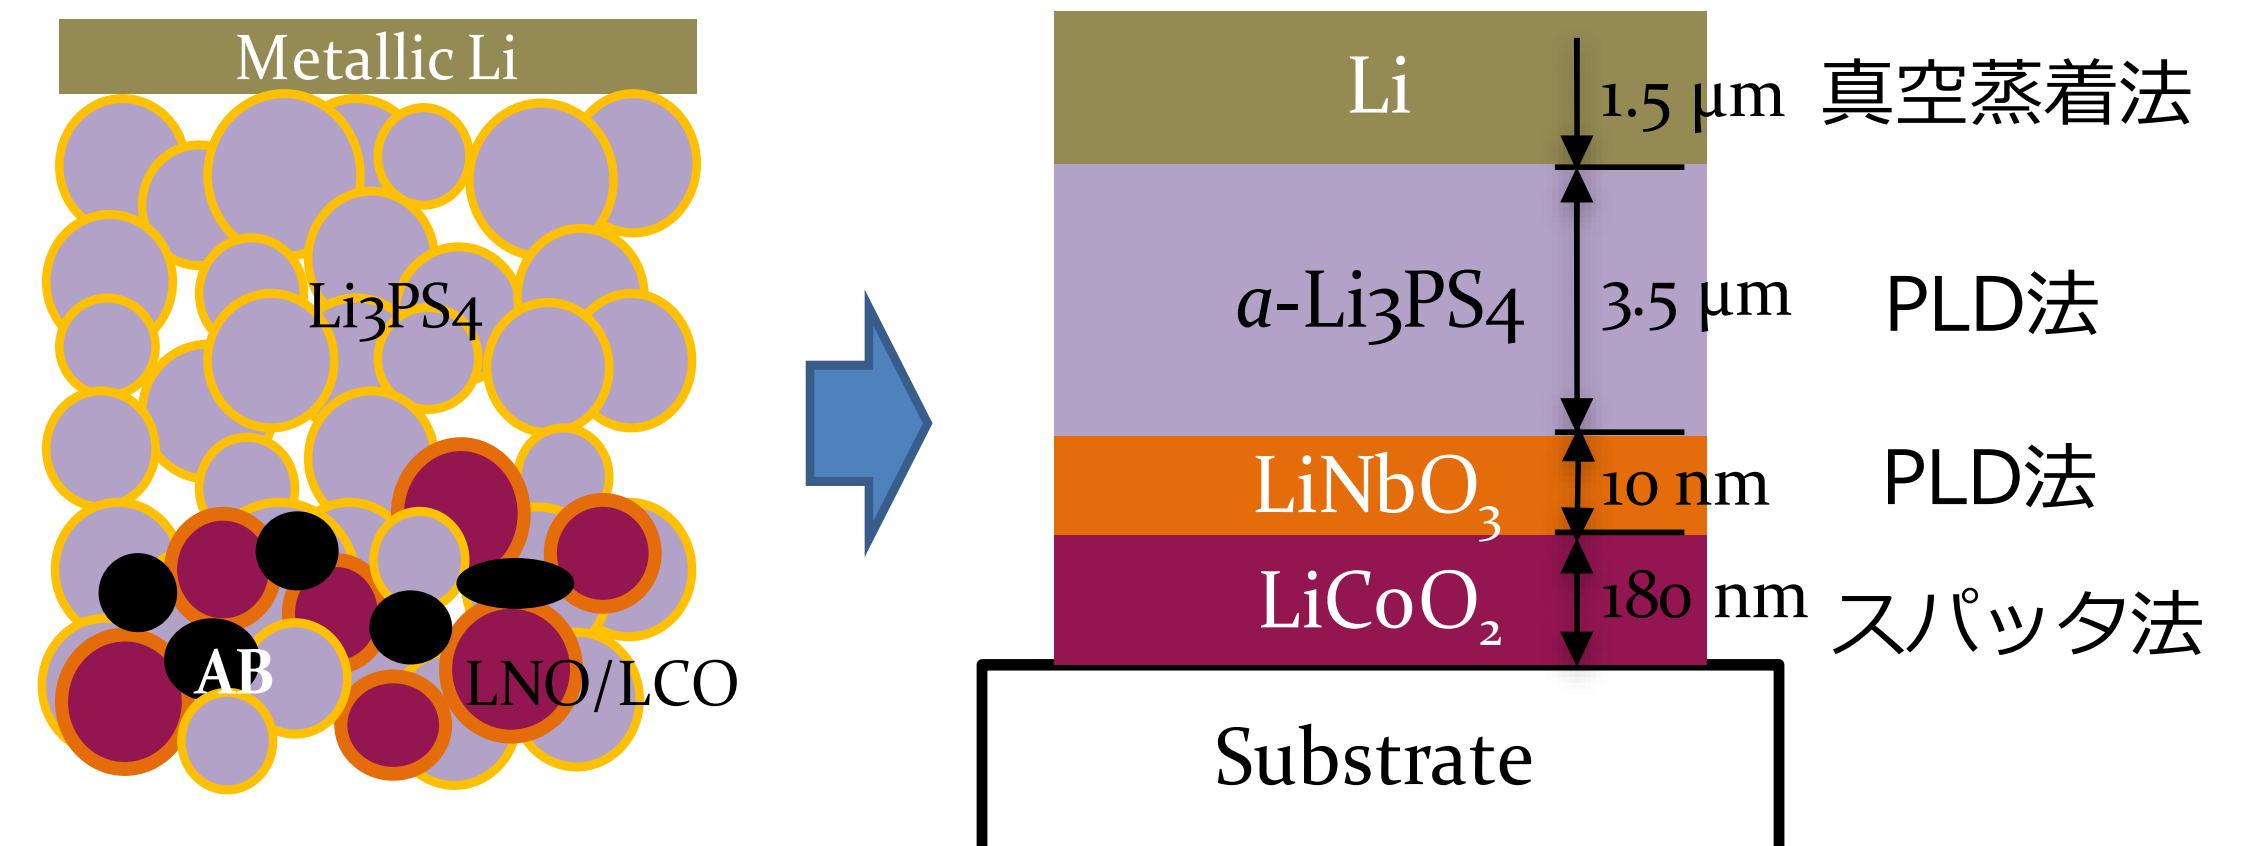 Metallic Li
Li3PS4
AB
LNO/LCO
Li 1.5 μm 真空蒸着法
a-Li3PS4 3.5 μm PLD法
LiNbO3 10 nm PLD法
LiCoO2 180 nm スパッタ法
Substrate